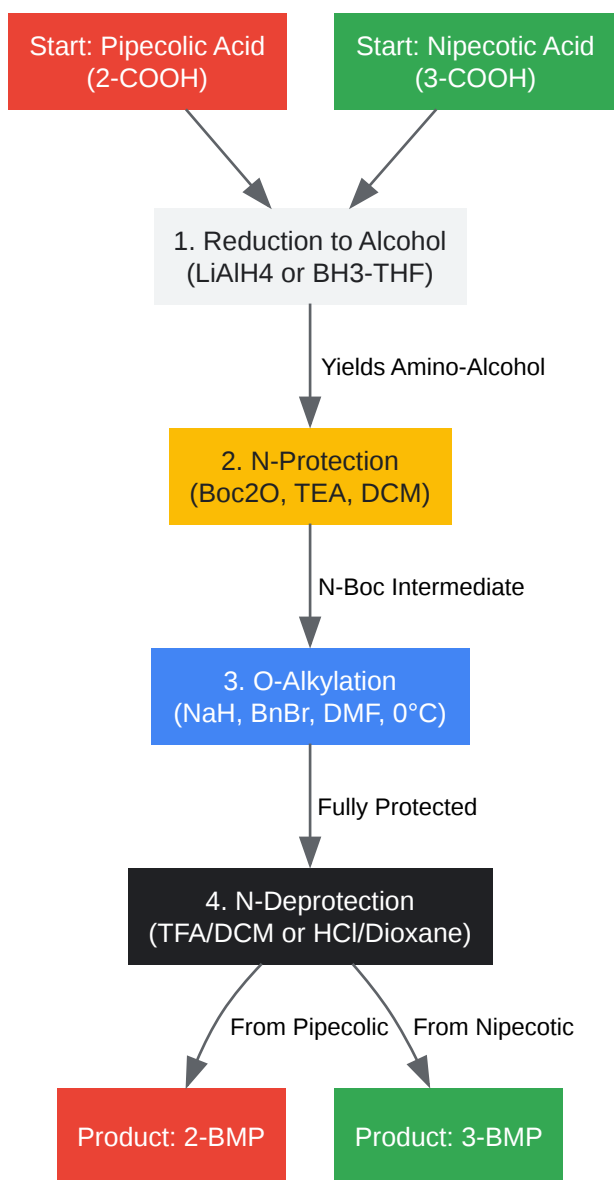 Start: Pipecolic Acid
(2-COOH)
Start: Nipecotic Acid
(3-COOH)
1. Reduction to Alcohol
(LiAlH4 or BH3-THF)
Yields Amino-Alcohol
2. N-Protection
(Boc2O, TEA, DCM)
N-Boc Intermediate
3. O-Alkylation
(NaH, BnBr, DMF, 0°C)
Fully Protected
4. N-Deprotection
(TFA/DCM or HCl/Dioxane)
From Pipecolic
From Nipecotic
Product: 2-BMP
Product: 3-BMP